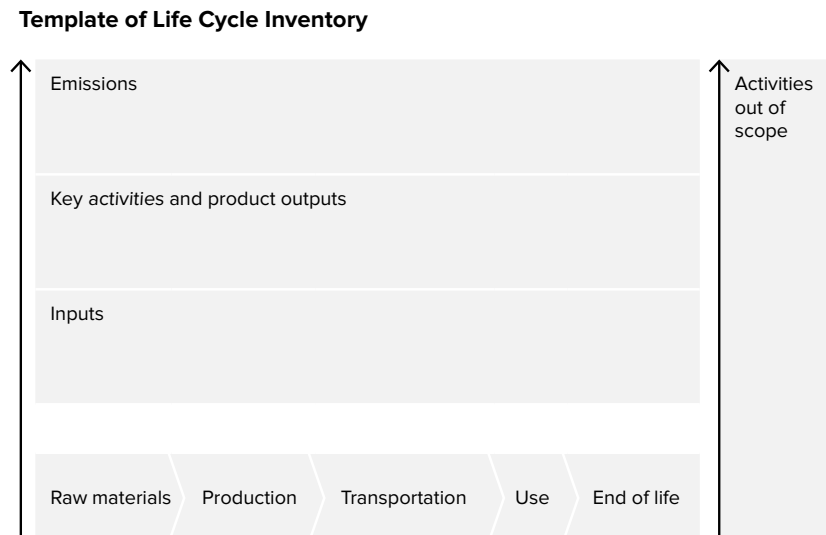 Template of Life Cycle Inventory
Emissions
Activities
out of
scope
Key activities and product outputs
Inputs
Raw materials
Production
Transportation
Use
End of life